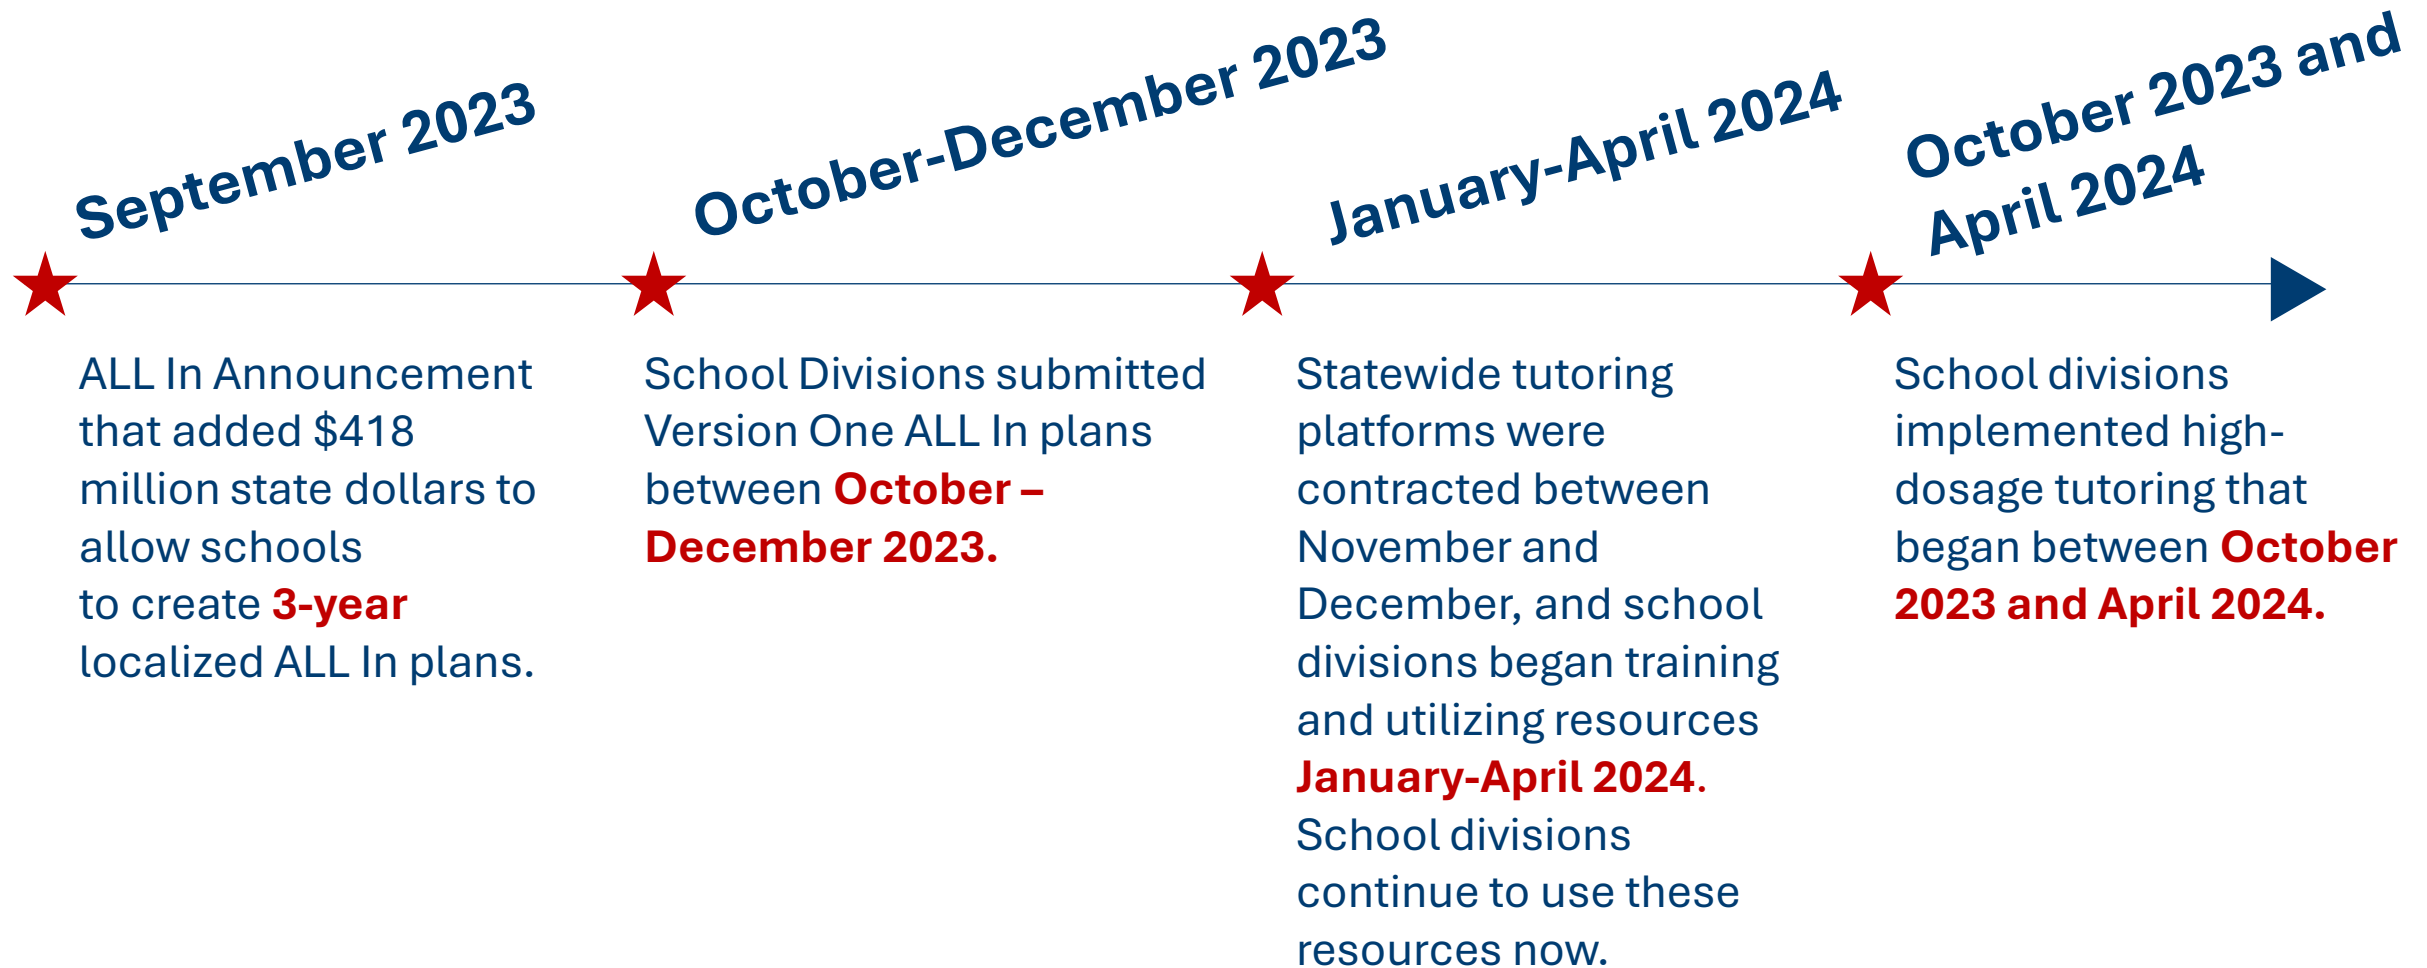 September 2023
ALL In Announcement
that added $418
million state dollars to
allow schools
to create 3-year
localized ALL In plans.
October-December 2023
School Divisions submitted
Version One ALL In plans
between October –
December 2023.
January-April 2024
Statewide tutoring
platforms were
contracted between
November and
December, and school
divisions began training
and utilizing resources
January-April 2024.
School divisions
continue to use these
resources now.
October 2023 and
April 2024
School divisions
implemented high-
dosage tutoring that
began between October
2023 and April 2024.